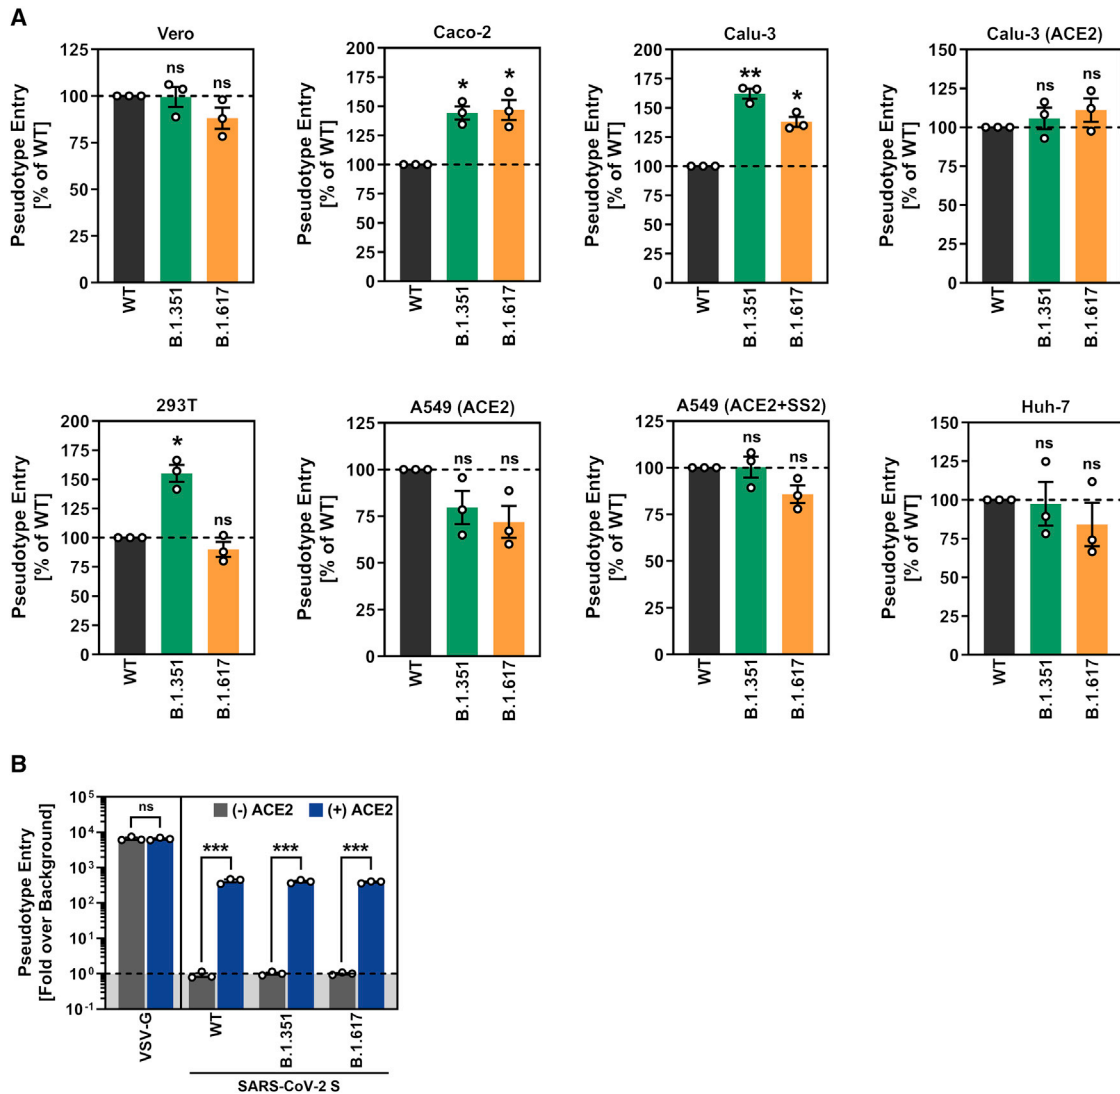 A
Vero
Pseudotype Entry
[% of WT]
125
100
75
50
25
0
ns
ns
WT
B.1.351
B.1.617
Caco-2
Pseudotype Entry
[% of WT]
200
175
150
125
100
75
50
25
0
*
*
WT
B.1.351
B.1.617
Calu-3
Pseudotype Entry
[% of WT]
200
175
150
125
100
75
50
25
0
**
*
WT
B.1.351
B.1.617
Calu-3 (ACE2)
Pseudotype Entry
[% of WT]
150
125
100
75
50
25
0
ns
ns
WT
B.1.351
B.1.617
293T
Pseudotype Entry
[% of WT]
200
175
150
125
100
75
50
25
0
*
ns
WT
B.1.351
B.1.617
A549 (ACE2)
Pseudotype Entry
[% of WT]
125
100
75
50
25
0
ns
ns
WT
B.1.351
B.1.617
A549 (ACE2+SS2)
Pseudotype Entry
[% of WT]
125
100
75
50
25
0
ns
ns
WT
B.1.351
B.1.617
Huh-7
Pseudotype Entry
[% of WT]
150
125
100
75
50
25
0
ns
ns
WT
B.1.351
B.1.617
B
Pseudotype Entry
[Fold over Background]
10⁵
10⁴
10³
10²
10¹
10⁰
10⁻¹
ns
(-) ACE2
(+) ACE2
***
***
***
VSV-G
WT
B.1.351
B.1.617
SARS-CoV-2 S